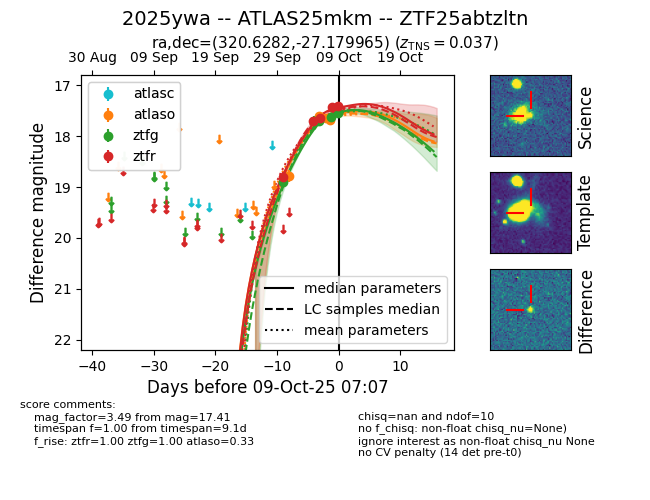 2025ywa -- ATLAS25mkm -- ZTF25abtzltn
ra,dec=(320.6282,-27.179965) (z_TNS = 0.037)
30 Aug 09 Sep 19 Sep 29 Sep 09 Oct 19 Oct
17
18
19
20
21
22
Difference magnitude
atlasc
atlaso
ztfg
ztfr
median parameters
LC samples median
mean parameters
−40 −30 −20 −10 0 10
Days before 09-Oct-25 07:07
Science
Template
Difference
score comments:
mag_factor=3.49 from mag=17.41
timespan f=1.00 from timespan=9.1d
f_rise: ztfr=1.00 ztfg=1.00 atlaso=0.33
chisq=nan and ndof=10
no f_chisq: non-float chisq_nu=None)
ignore interest as non-float chisq_nu None
no CV penalty (14 det pre-t0)